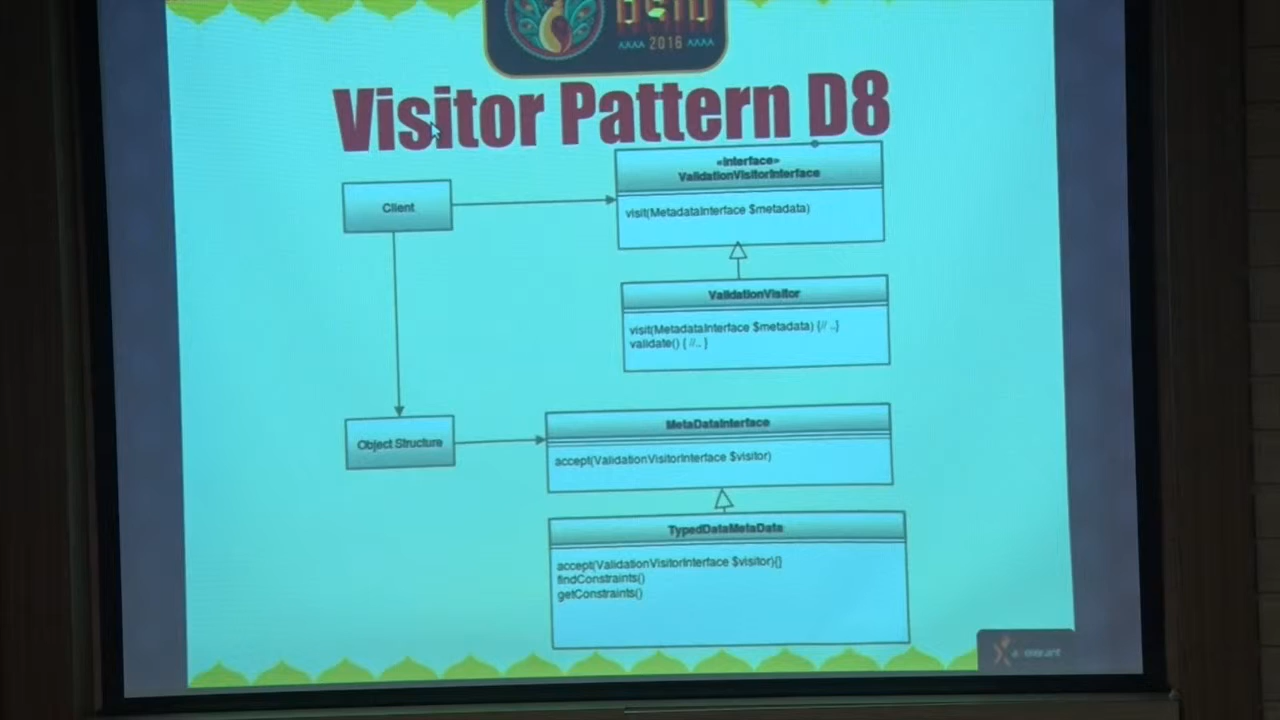 2016
Visitor Pattern D8
«interface»
ValidationVisitorInterface
Client
visit(MetadataInterface $metadata)
ValidationVisitor
visit(MetadataInterface $metadata) {// ..}
validate() { //.. }
MetaDataInterface
Object Structure
accept(ValidationVisitorInterface $visitor)
TypedDataMetaData
accept(ValidationVisitorInterface $visitor){}
findConstraints()
getConstraints()